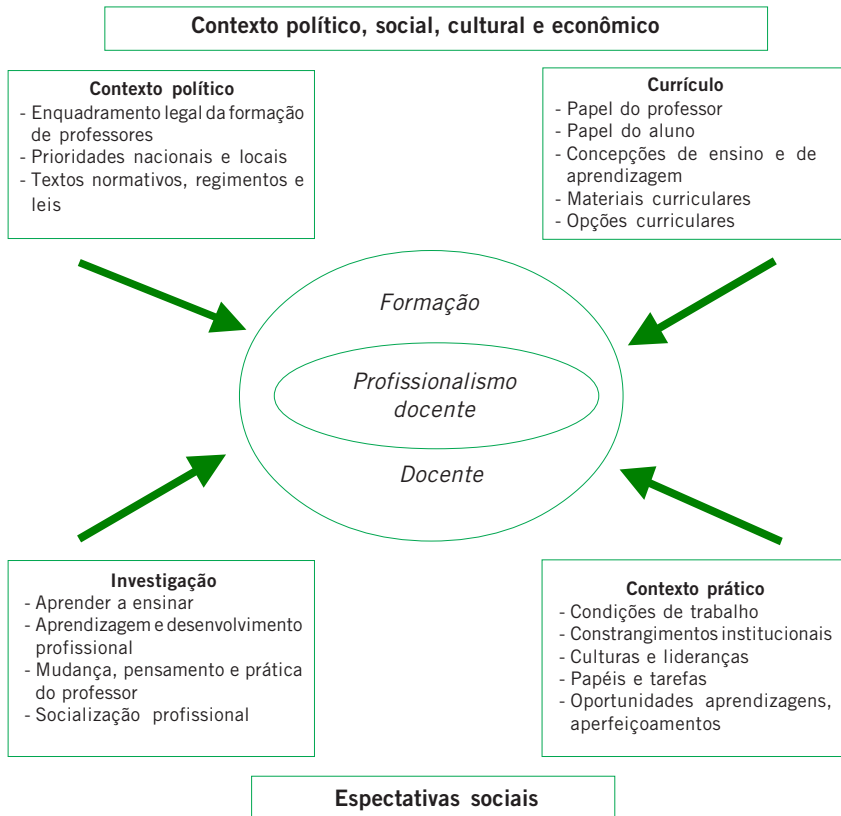 Contexto político, social, cultural e econômico
Contexto político
- Enquadramento legal da formação
de professores
- Prioridades nacionais e locais
- Textos normativos, regimentos e
leis
Currículo
- Papel do professor
- Papel do aluno
- Concepções de ensino e de
aprendizagem
- Materiais curriculares
- Opções curriculares
Formação
Profissionalismo
docente
Docente
Investigação
- Aprender a ensinar
- Aprendizagem e desenvolvimento
profissional
- Mudança, pensamento e prática
do professor
- Socialização profissional
Contexto prático
- Condições de trabalho
- Constrangimentos institucionais
- Culturas e lideranças
- Papéis e tarefas
- Oportunidades aprendizagens,
aperfeiçoamentos
Espectativas sociais